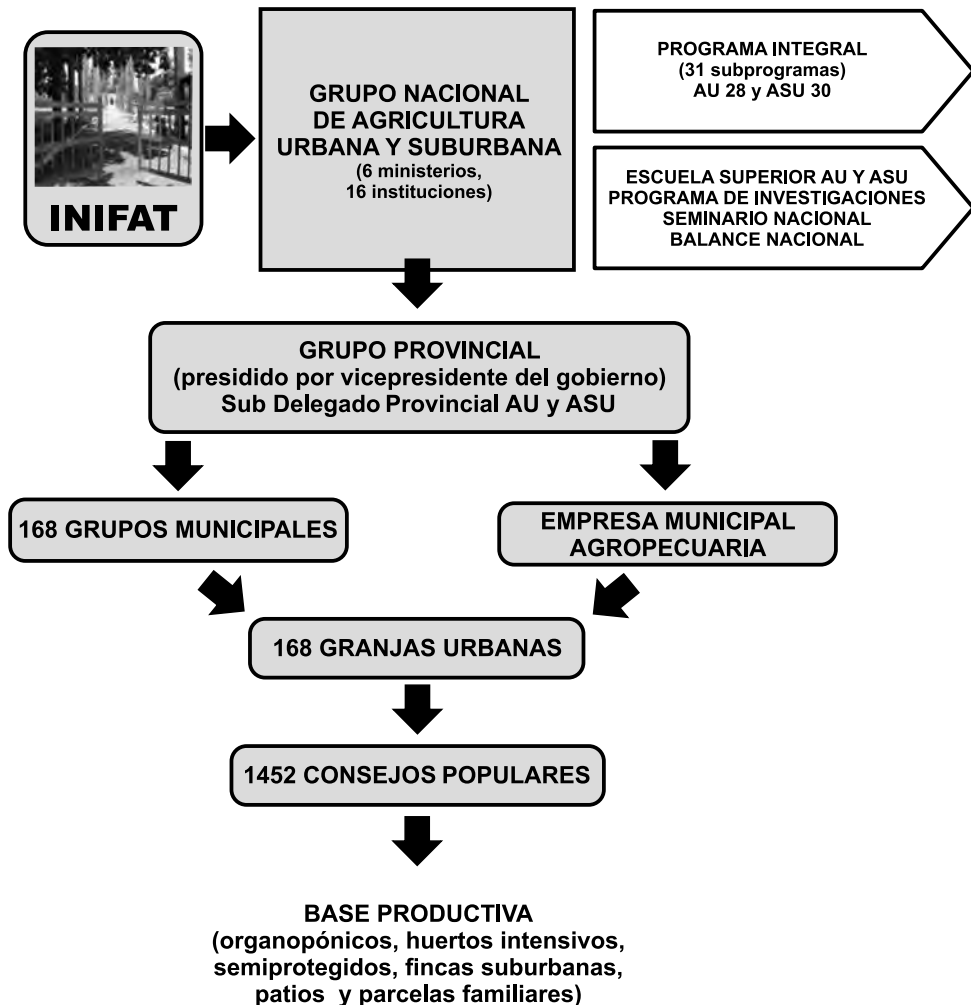 INIFAT
GRUPO NACIONAL
DE AGRICULTURA
URBANA Y SUBURBANA
(6 ministerios,
16 instituciones)
PROGRAMA INTEGRAL
(31 subprogramas)
AU 28 y ASU 30
ESCUELA SUPERIOR AU Y ASU
PROGRAMA DE INVESTIGACIONES
SEMINARIO NACIONAL
BALANCE NACIONAL
GRUPO PROVINCIAL
(presidido por vicepresidente del gobierno)
Sub Delegado Provincial AU y ASU
168 GRUPOS MUNICIPALES
EMPRESA MUNICIPAL
AGROPECUARIA
168 GRANJAS URBANAS
1452 CONSEJOS POPULARES
BASE PRODUCTIVA
(organopónicos, huertos intensivos,
semiprotegidos, fincas suburbanas,
patios y parcelas familiares)